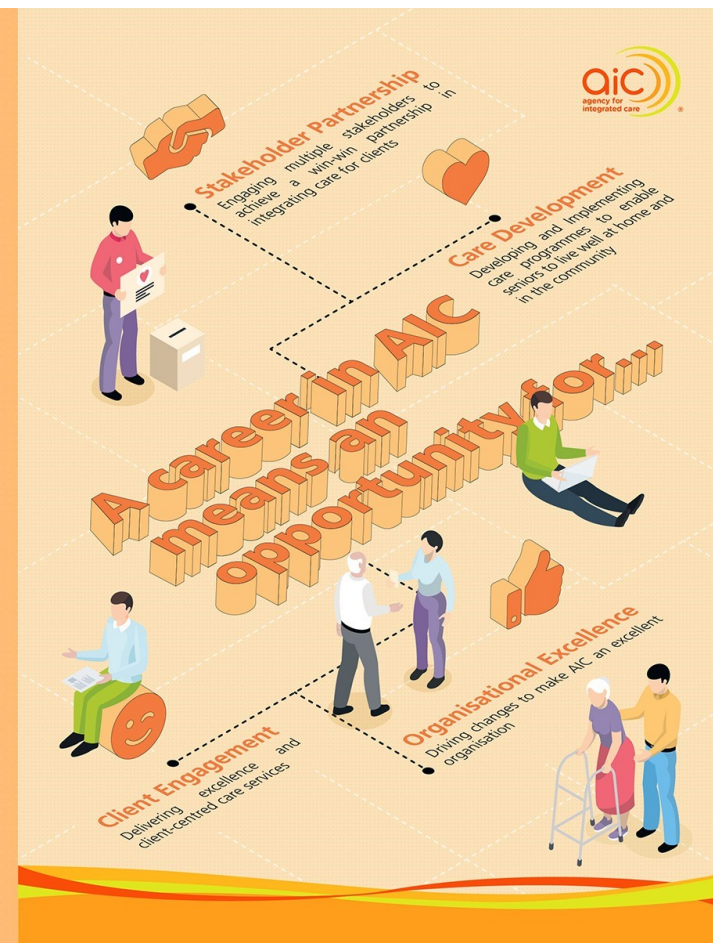 aic
agency for
integrated care
®
Stakeholder Partnership
Engaging multiple stakeholders to
achieve a win-win partnership in
integrating care for clients
Care Development
Developing and Implementing
care programmes to enable
seniors to live well at home and
in the community
A career in AIC
means an
opportunity for...
Organisational Excellence
Driving changes to make AIC an excellent
organisation
Client Engagement
Delivering excellence and
client-centred care services